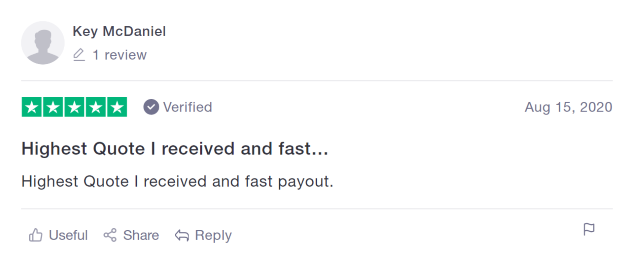 Key McDaniel
1 review
Verified
Aug 15, 2020
Highest Quote I received and fast...
Highest Quote I received and fast payout.
Useful Share Reply